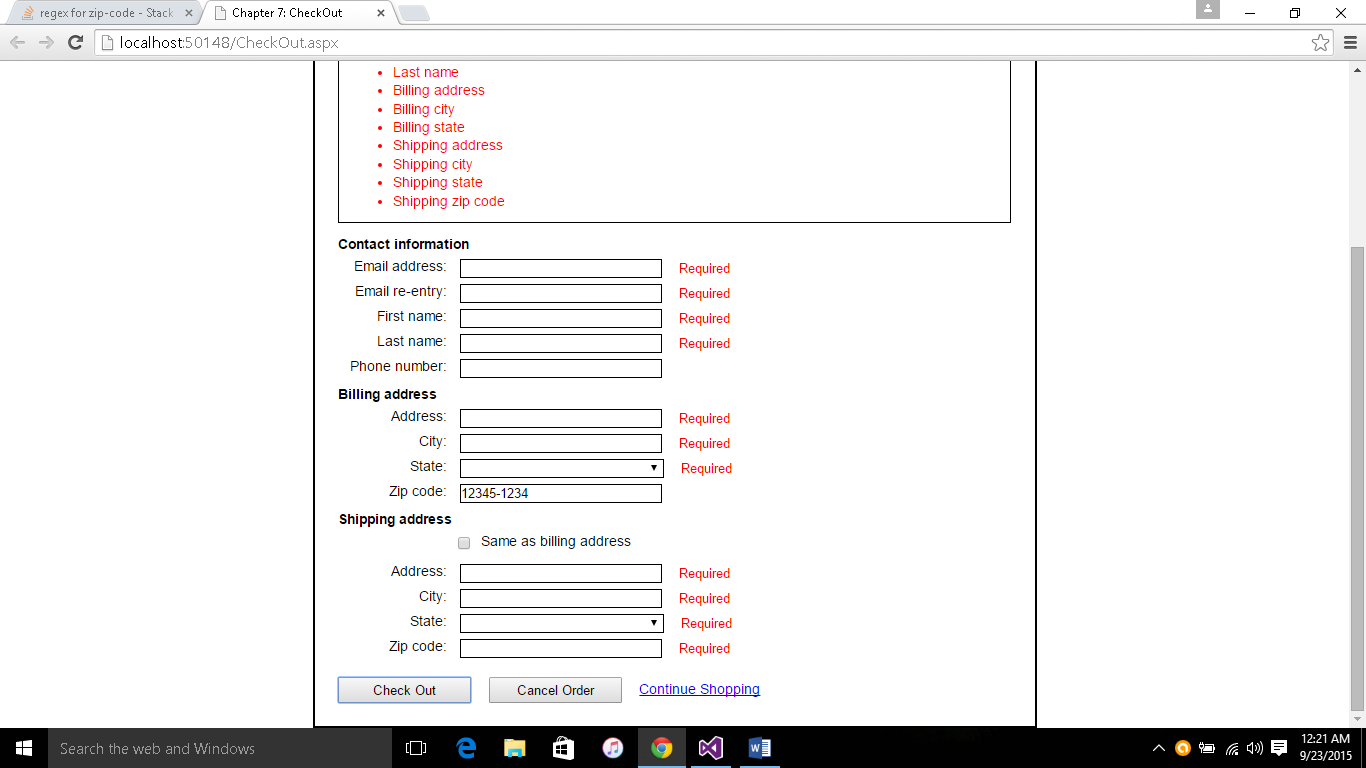 regex for zip-code - Stack
Chapter 7: CheckOut
localhost:50148/CheckOut.aspx
• Last name
• Billing address
• Billing city
• Billing state
• Shipping address
• Shipping city
• Shipping state
• Shipping zip code
Contact information
Email address: Required
Email re-entry: Required
First name: Required
Last name: Required
Phone number:
Billing address
Address: Required
City: Required
State: Required
Zip code: 12345-1234
Shipping address
Same as billing address
Address: Required
City: Required
State: Required
Zip code: Required
Check Out Cancel Order Continue Shopping
Search the web and Windows
12:21 AM
9/23/2015